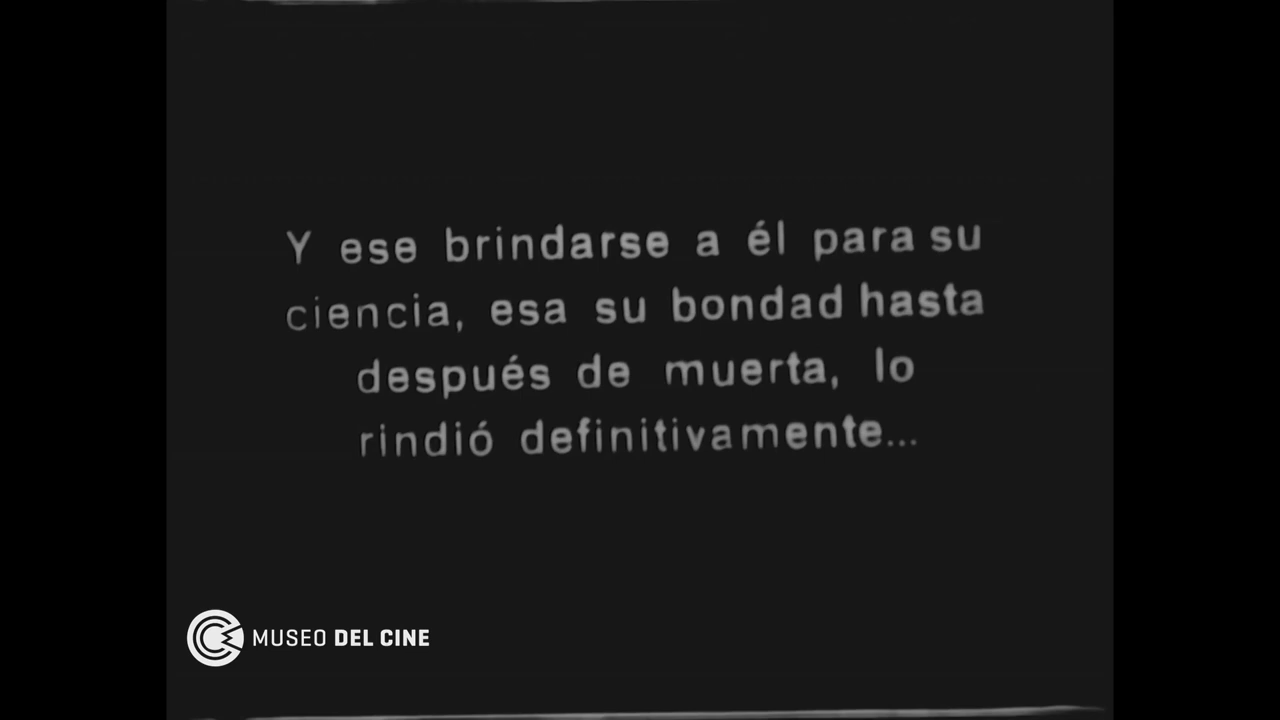 Y ese brindarse a él para su
ciencia, esa su bondad hasta
después de muerta, lo
rindió definitivamente...
MUSEO DEL CINE